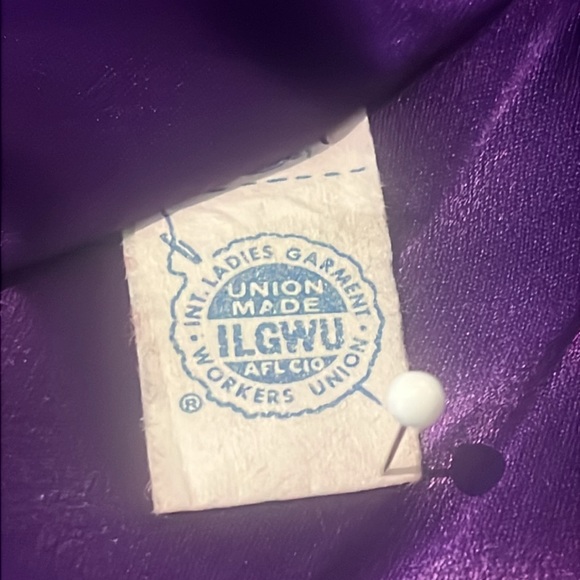 INT. LADIES GARMENT
WORKERS UNION
UNION
MADE
ILGWU
AFL CIO
®